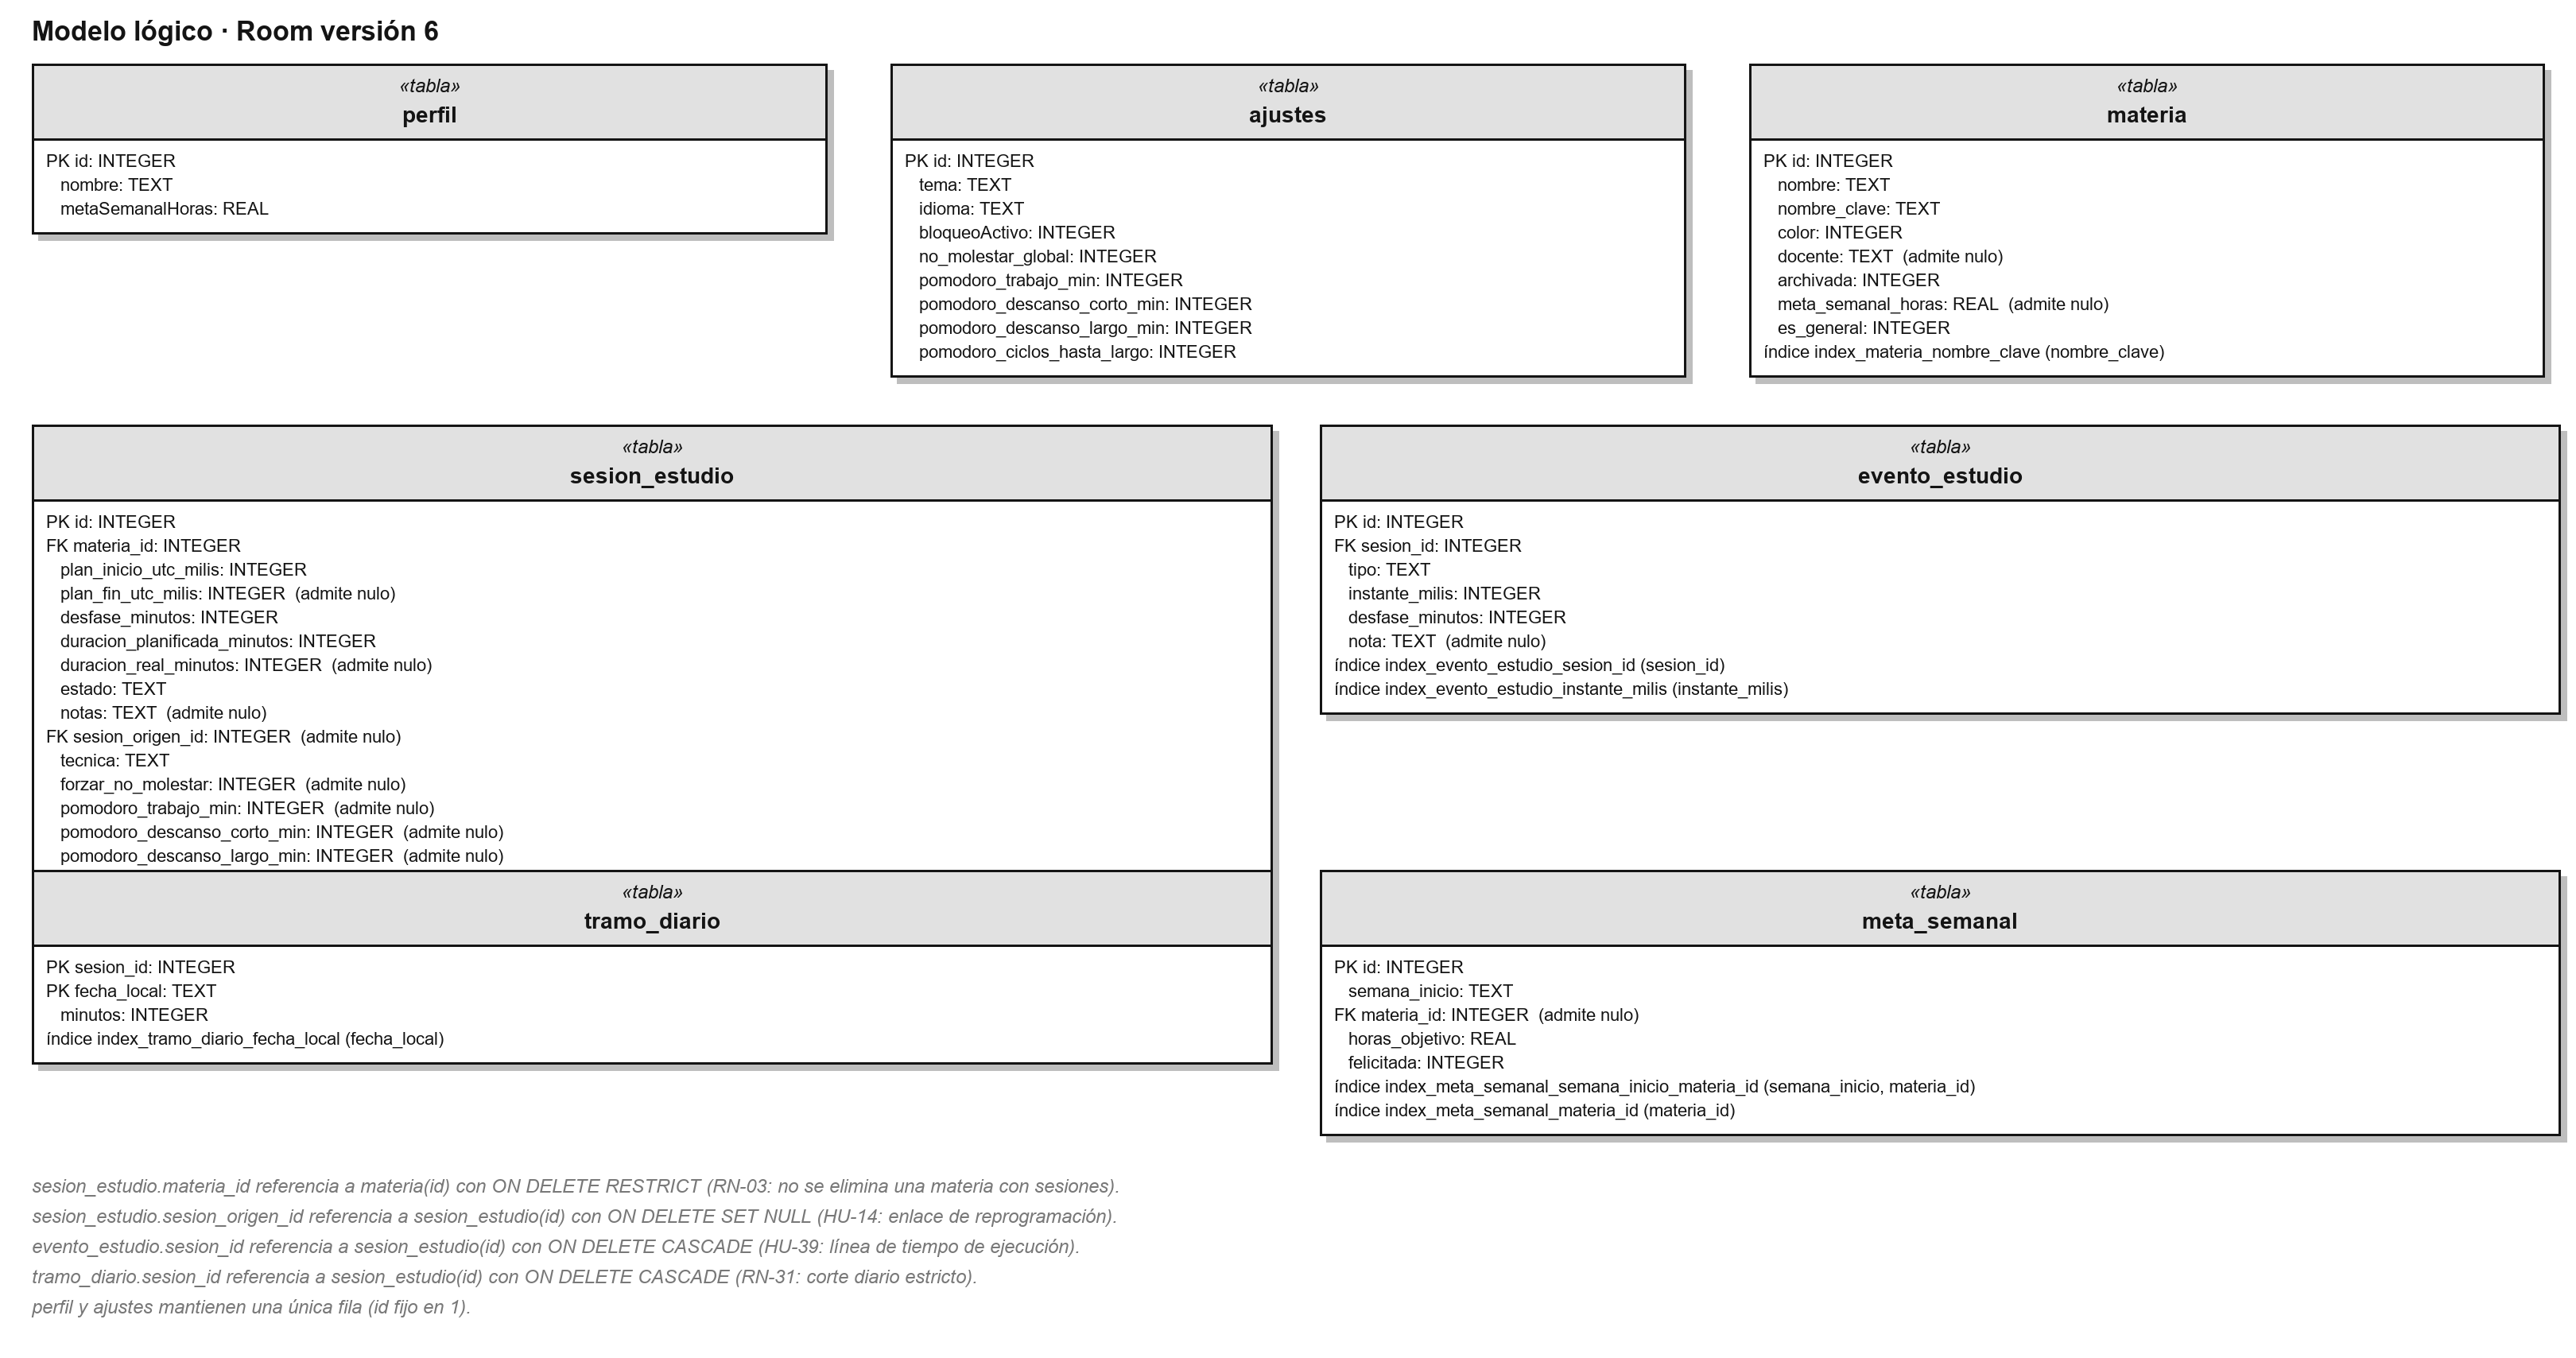 Modelo lógico · Room versión 6
«tabla»
perfil
PK id: INTEGER
nombre: TEXT
metaSemanalHoras: REAL
«tabla»
ajustes
PK id: INTEGER
tema: TEXT
idioma: TEXT
bloqueoActivo: INTEGER
no_molestar_global: INTEGER
pomodoro_trabajo_min: INTEGER
pomodoro_descanso_corto_min: INTEGER
pomodoro_descanso_largo_min: INTEGER
pomodoro_ciclos_hasta_largo: INTEGER
«tabla»
materia
PK id: INTEGER
nombre: TEXT
nombre_clave: TEXT
color: INTEGER
docente: TEXT (admite nulo)
archivada: INTEGER
meta_semanal_horas: REAL (admite nulo)
es_general: INTEGER
índice index_materia_nombre_clave (nombre_clave)
«tabla»
sesion_estudio
PK id: INTEGER
FK materia_id: INTEGER
plan_inicio_utc_milis: INTEGER
plan_fin_utc_milis: INTEGER (admite nulo)
desfase_minutos: INTEGER
duracion_planificada_minutos: INTEGER
duracion_real_minutos: INTEGER (admite nulo)
estado: TEXT
notas: TEXT (admite nulo)
FK sesion_origen_id: INTEGER (admite nulo)
tecnica: TEXT
forzar_no_molestar: INTEGER (admite nulo)
pomodoro_trabajo_min: INTEGER (admite nulo)
pomodoro_descanso_corto_min: INTEGER (admite nulo)
pomodoro_descanso_largo_min: INTEGER (admite nulo)
«tabla»
evento_estudio
PK id: INTEGER
FK sesion_id: INTEGER
tipo: TEXT
instante_milis: INTEGER
desfase_minutos: INTEGER
nota: TEXT (admite nulo)
índice index_evento_estudio_sesion_id (sesion_id)
índice index_evento_estudio_instante_milis (instante_milis)
«tabla»
tramo_diario
PK sesion_id: INTEGER
PK fecha_local: TEXT
minutos: INTEGER
índice index_tramo_diario_fecha_local (fecha_local)
«tabla»
meta_semanal
PK id: INTEGER
semana_inicio: TEXT
FK materia_id: INTEGER (admite nulo)
horas_objetivo: REAL
felicitada: INTEGER
índice index_meta_semanal_semana_inicio_materia_id (semana_inicio, materia_id)
índice index_meta_semanal_materia_id (materia_id)
sesion_estudio.materia_id referencia a materia(id) con ON DELETE RESTRICT (RN-03: no se elimina una materia con sesiones).
sesion_estudio.sesion_origen_id referencia a sesion_estudio(id) con ON DELETE SET NULL (HU-14: enlace de reprogramación).
evento_estudio.sesion_id referencia a sesion_estudio(id) con ON DELETE CASCADE (HU-39: línea de tiempo de ejecución).
tramo_diario.sesion_id referencia a sesion_estudio(id) con ON DELETE CASCADE (RN-31: corte diario estricto).
perfil y ajustes mantienen una única fila (id fijo en 1).